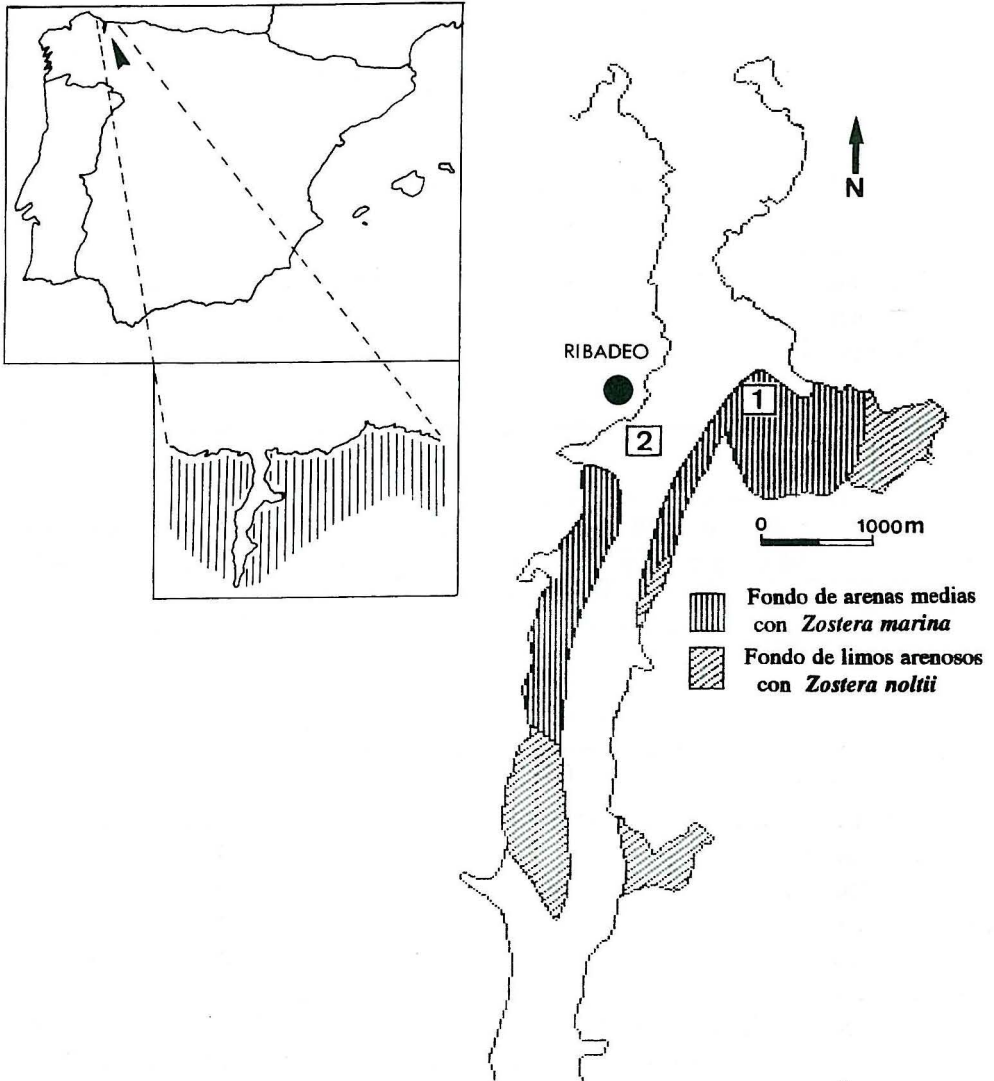 N
RIBADEO
1
2
0 1000m
Fondo de arenas medias
con Zostera marina
Fondo de limos arenosos
con Zostera noltii